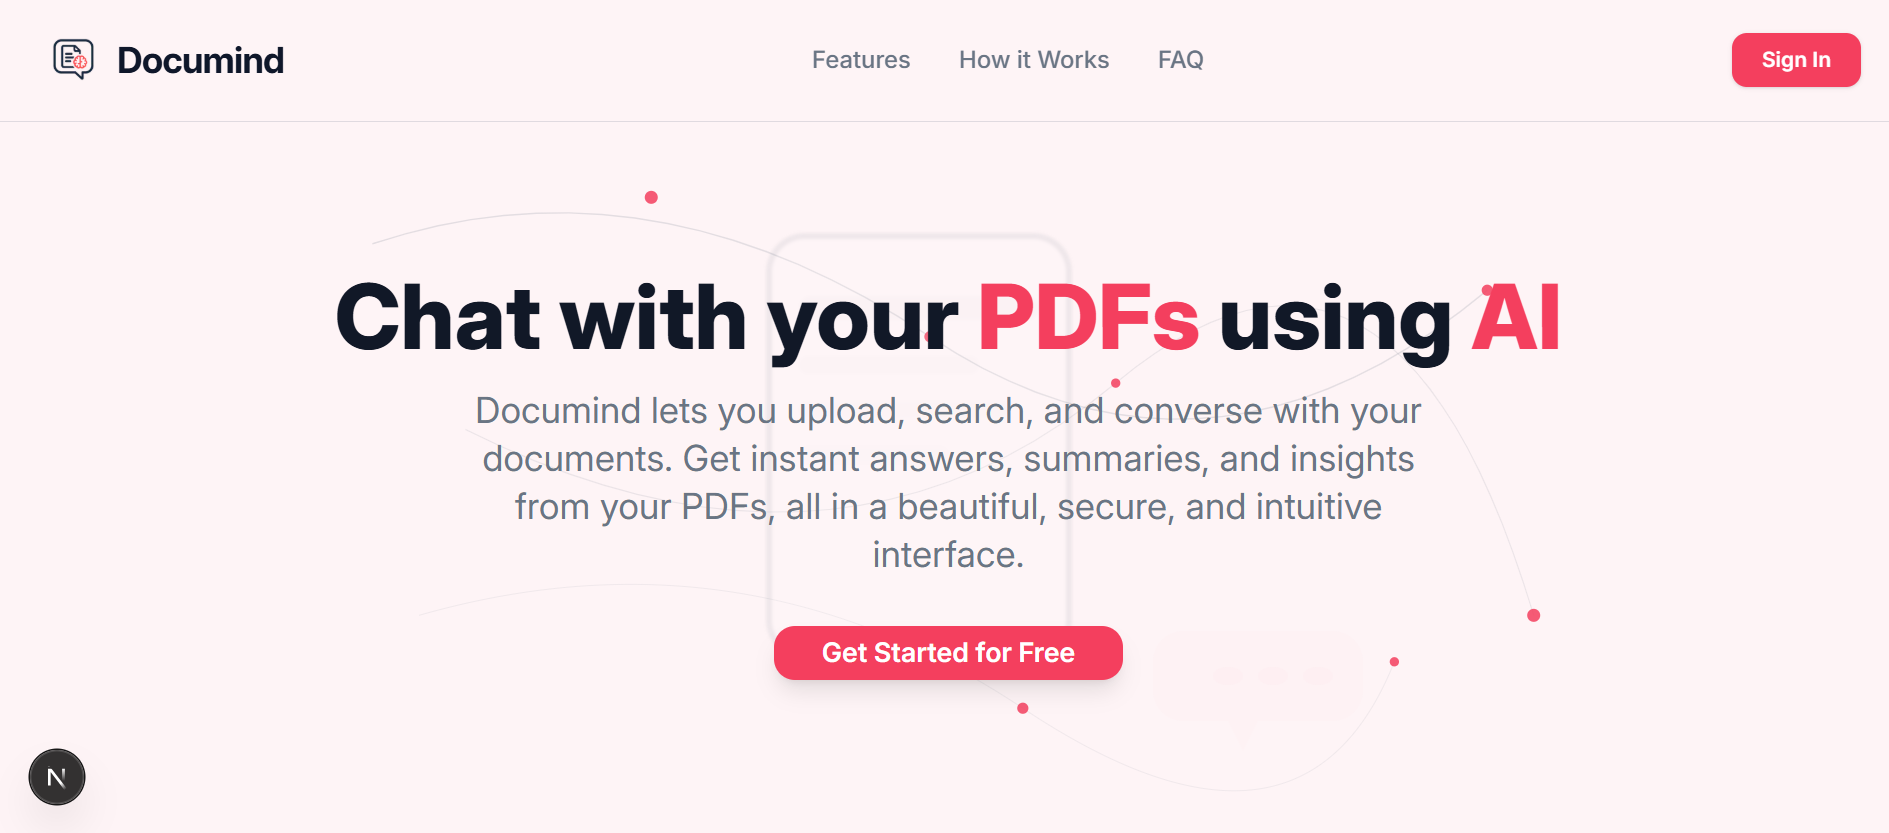 Documind
Features
How it Works
FAQ
Sign In
Chat with your PDFs using AI
Documind lets you upload, search, and converse with your
documents. Get instant answers, summaries, and insights
from your PDFs, all in a beautiful, secure, and intuitive
interface.
Get Started for Free
N